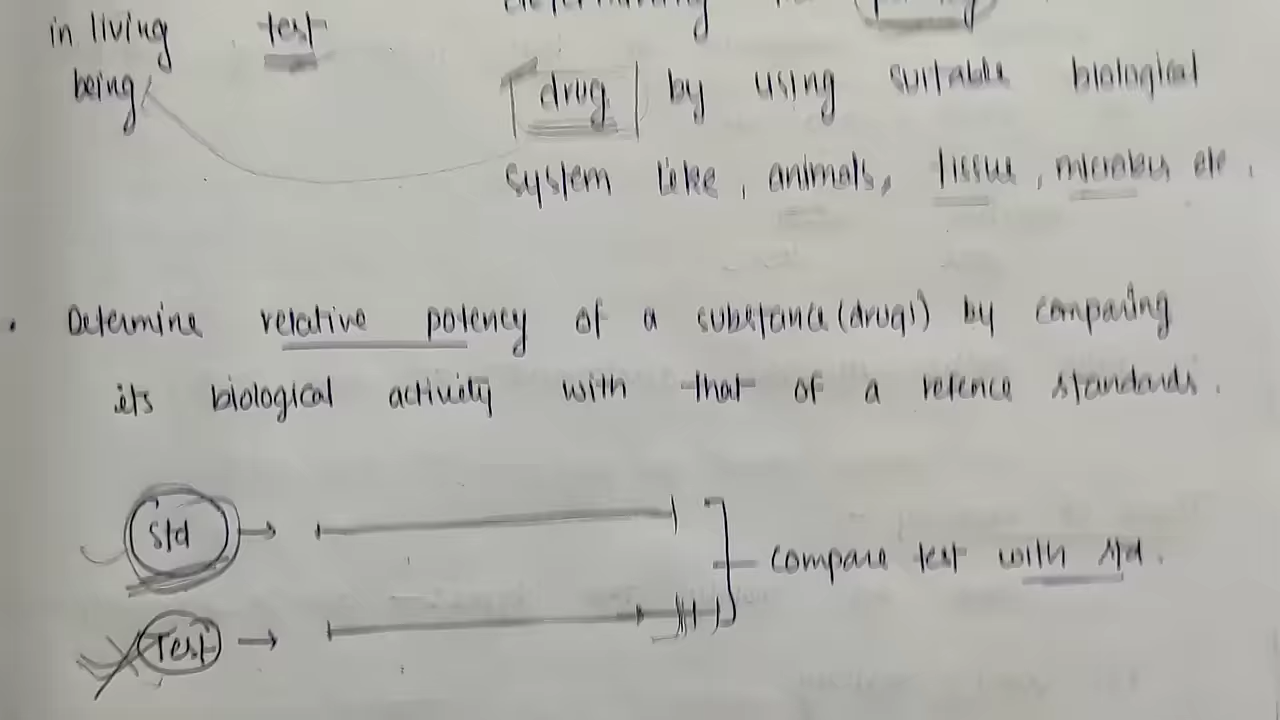 in living test
being
drug by using suitable biological
system like, animals, tissue, microbes etc.
• Determine relative potency of a substance (drugs) by comparing
its biological activity with that of a refence standards.
std →
compare test with std.
Test →